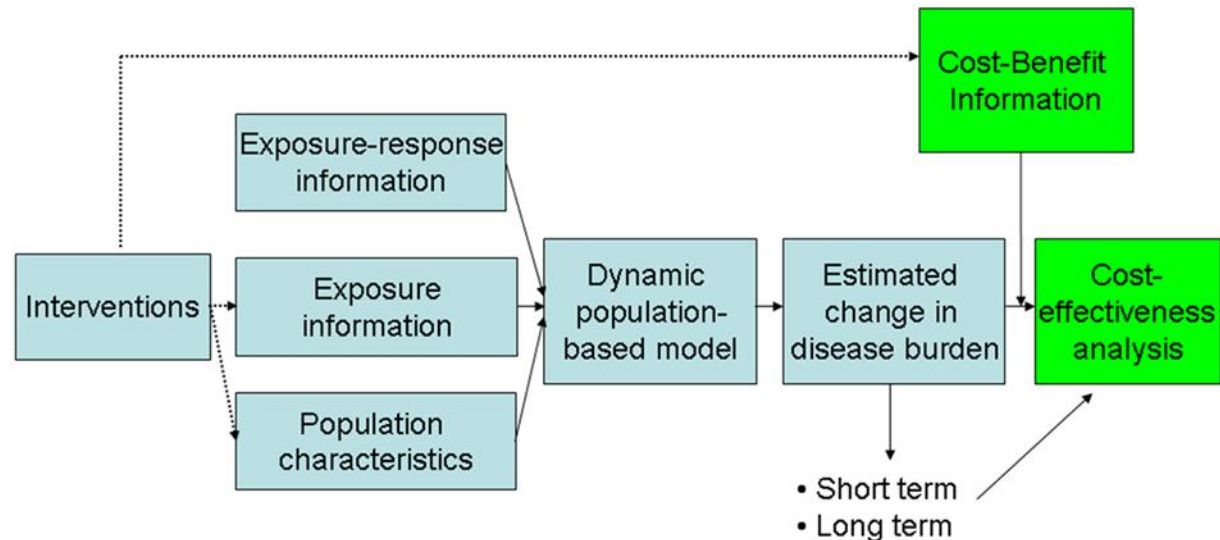 Cost-Benefit
Information
Exposure-response
information
Interventions
Exposure
information
Population
characteristics
Dynamic
population-
based model
Estimated
change in
disease burden
Cost-
effectiveness
analysis
• Short term
• Long term